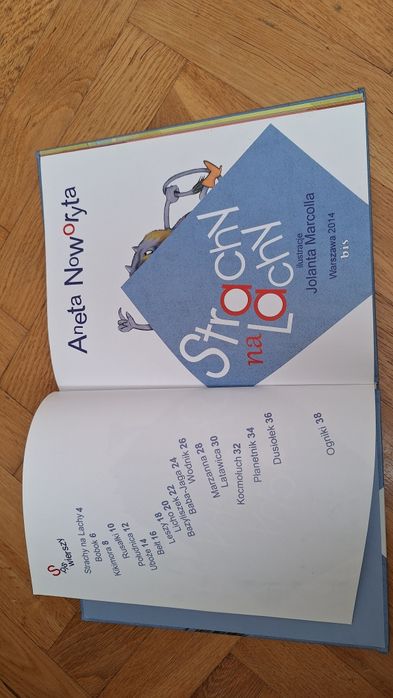 Spis
wierszy
Strachy na Lachy 4
Bobok 6
Kikimora 8
Rusałki 10
Południca 12
Uboże 14
Bełt 16
Leszy 18
Licho 20
Bazyliszek 22
Baba-Jaga 24
Wodnik 26
Marzanna 28
Latawica 30
Kocmołuch 32
Płanetnik 34
Dusiołek 36
Ogniki 38
Aneta Noworyta
Strachy
na Lachy
ilustracje
Jolanta Marcolla
Warszawa 2014
bis